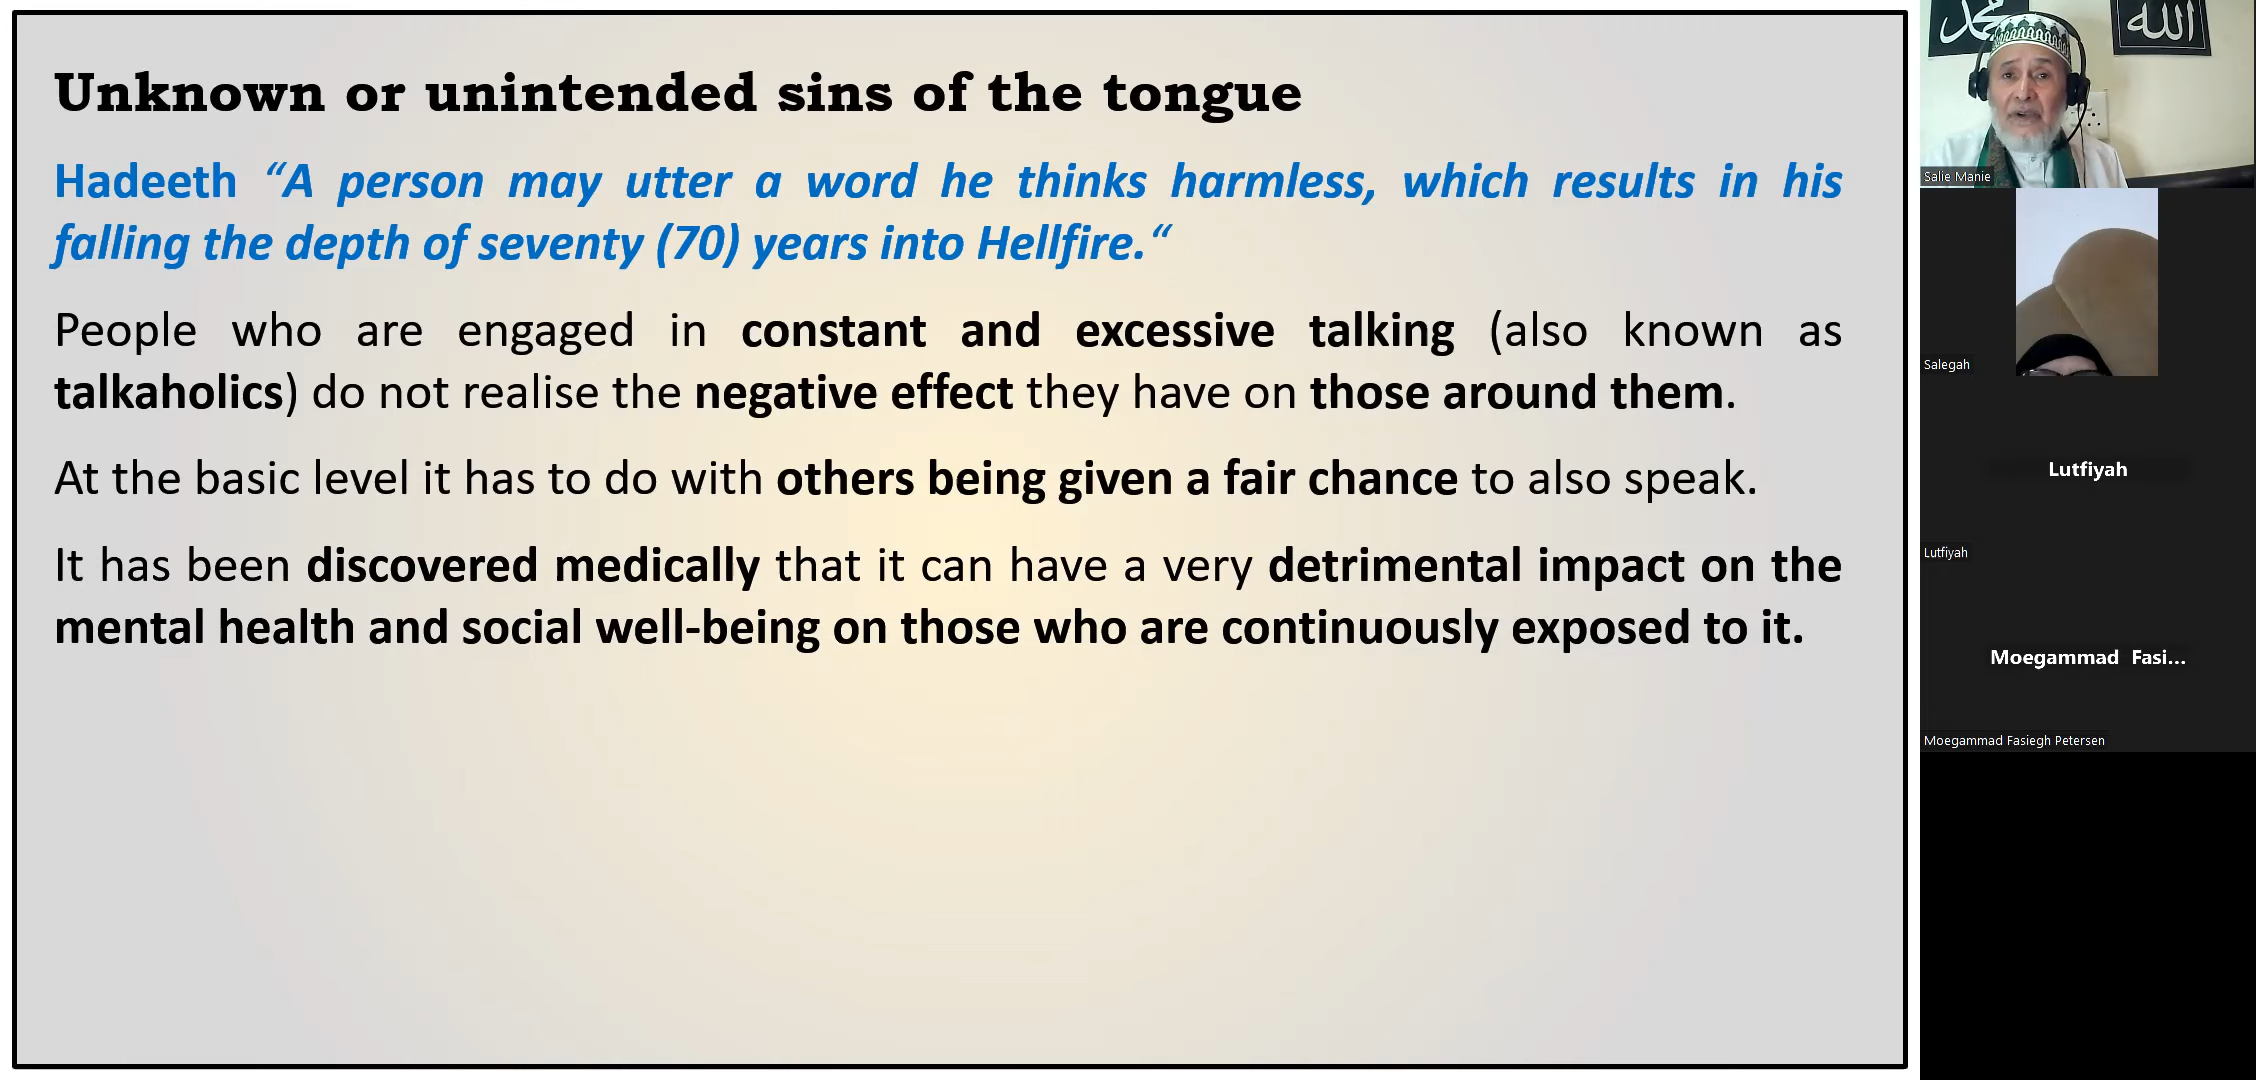 Unknown or unintended sins of the tongue
Hadeeth “A person may utter a word he thinks harmless, which results in his
falling the depth of seventy (70) years into Hellfire.“
People who are engaged in constant and excessive talking (also known as
talkaholics) do not realise the negative effect they have on those around them.
At the basic level it has to do with others being given a fair chance to also speak.
It has been discovered medically that it can have a very detrimental impact on the
mental health and social well-being on those who are continuously exposed to it.
محمد
الله
Salie Manie
Salegah
Lutfiyah
Lutfiyah
Moegammad Fasi...
Moegammad Fasiegh Petersen